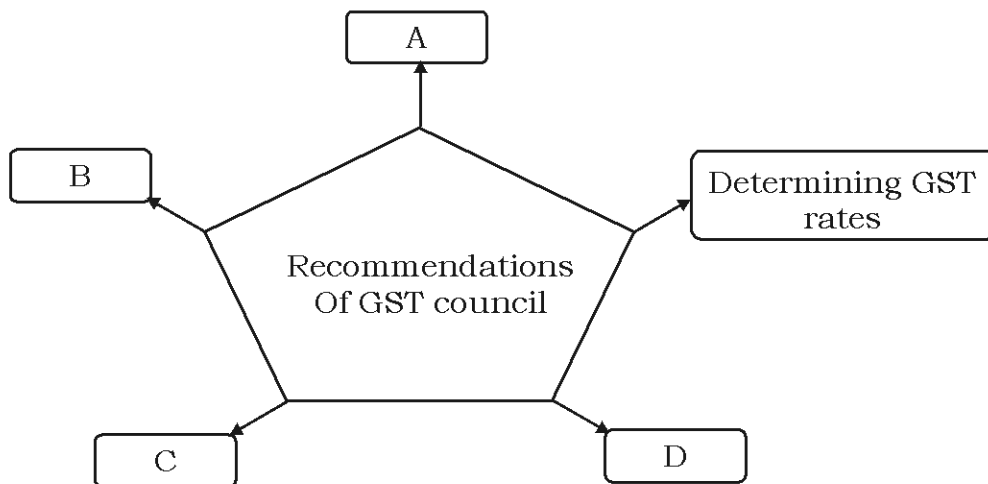 A
B
Determining GST
rates
Recommendations
Of GST council
C
D